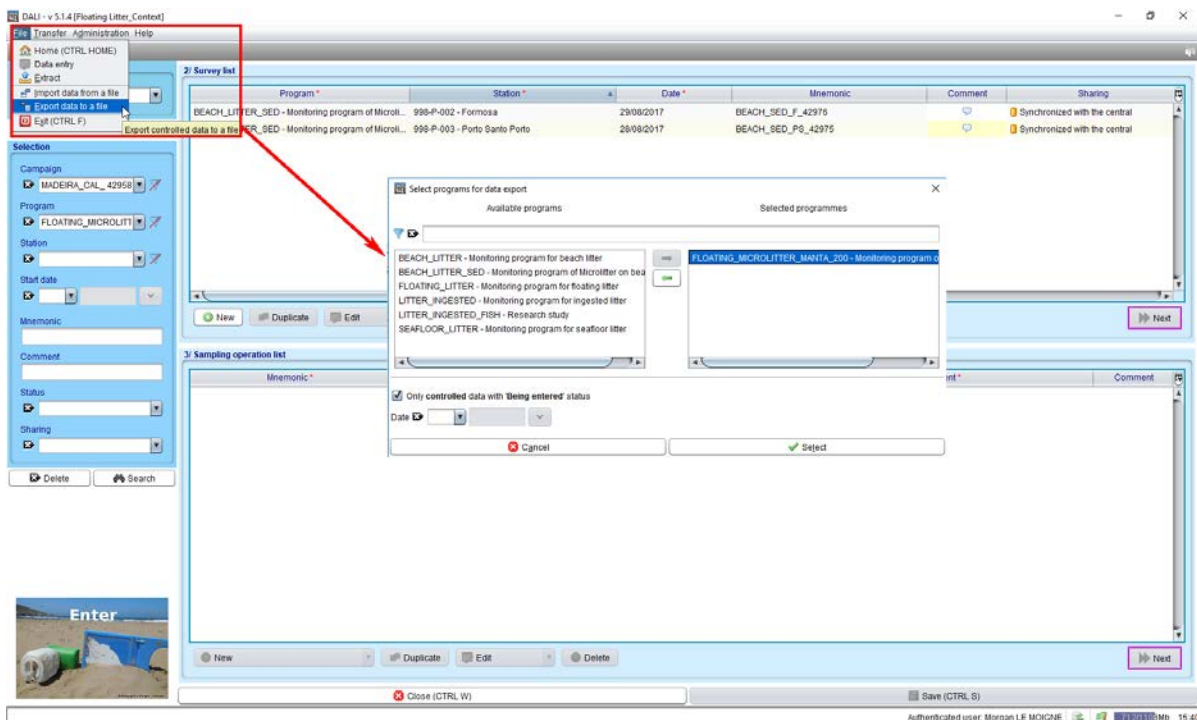 DALI - v 5.1.4 [Floating Litter_Context]
File Transfer Administration Help
Home (CTRL HOME)
Data entry
Extract
Import data from a file
Export data to a file
Exit (CTRL F)
Export controlled data to a file
2/ Survey list
Program * Station * Date * Mnemonic Comment Sharing
BEACH_LITTER_SED - Monitoring program of Microli... 998-P-002 - Formosa 29/08/2017 BEACH_SED_F_42976 Synchronized with the central
ER_SED - Monitoring program of Microli... 998-P-003 - Porto Santo Porto 28/08/2017 BEACH_SED_PS_42975 Synchronized with the central
Selection
Campaign
MADEIRA_CAL_ 42958
Program
FLOATING_MICROLITT
Station
Start date
Mnemonic
Comment
Status
Sharing
Delete Search
Select programs for data export
Available programs Selected programmes
BEACH_LITTER - Monitoring program for beach litter
BEACH_LITTER_SED - Monitoring program of Microlitter on bea
FLOATING_LITTER - Monitoring program for floating litter
LITTER_INGESTED - Monitoring program for ingested litter
LITTER_INGESTED_FISH - Research study
SEAFLOOR_LITTER - Monitoring program for seafloor litter
FLOATING_MICROLITTER_MANTA_200 - Monitoring program o
Only controlled data with 'Being entered' status
Date
Cancel Select
New Duplicate Edit
Next
3/ Sampling operation list
Mnemonic * nt * Comment
Enter
New Duplicate Edit Delete
Next
Close (CTRL W) Save (CTRL S)
Authenticated user: Morgan LE MOIGNE